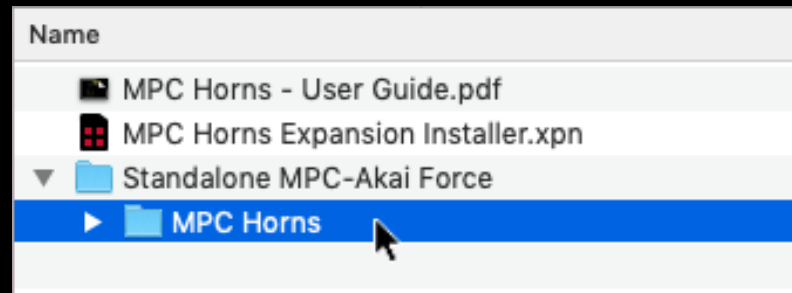 Name
MPC Horns - User Guide.pdf
MPC Horns Expansion Installer.xpn
Standalone MPC-Akai Force
MPC Horns